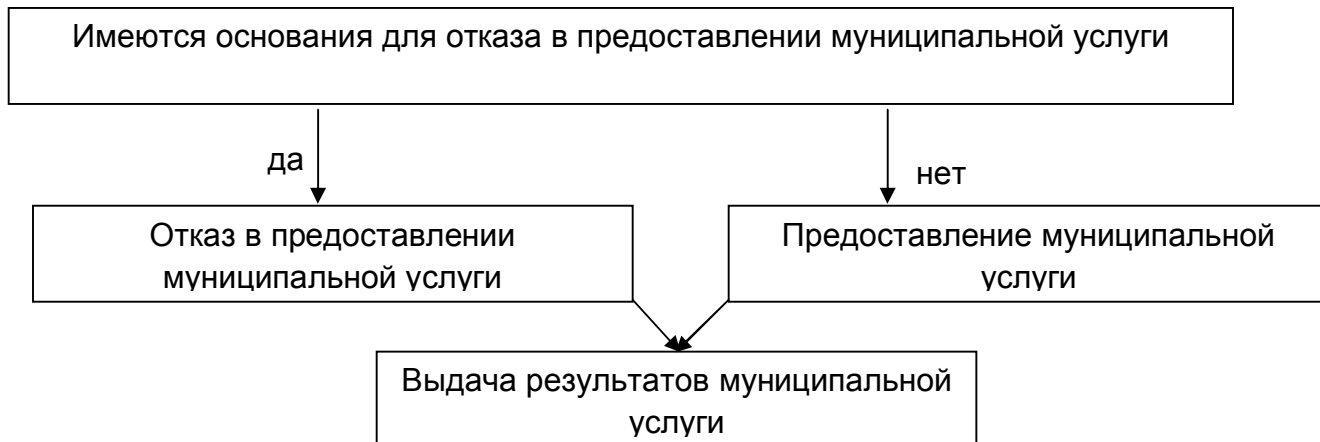 Имеются основания для отказа в предоставлении муниципальной услуги
да
нет
Отказ в предоставлении
муниципальной услуги
Предоставление муниципальной
услуги
Выдача результатов муниципальной
услуги